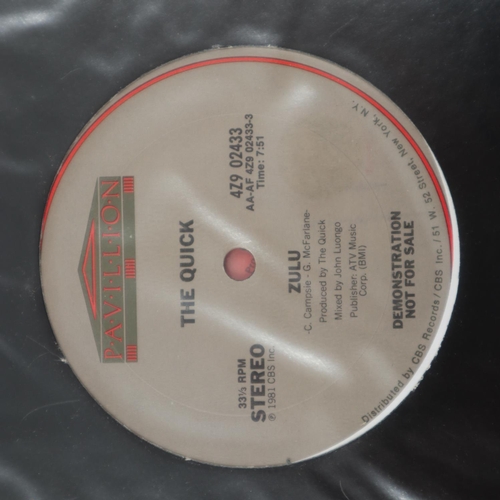 PAVILLION
THE QUICK
33⅓ RPM
STEREO
℗ 1981 CBS Inc.
4Z9 02433
AA-AF 4Z9 02433-3
Time: 7:51
ZULU
-C. Campsie - G. McFarlane-
Produced by The Quick
Mixed by John Luongo
Publisher: ATV Music
Corp. (BMI)
DEMONSTRATION
NOT FOR SALE
Distributed by CBS Records/CBS Inc./51 W. 52 Street, New York, N.Y.